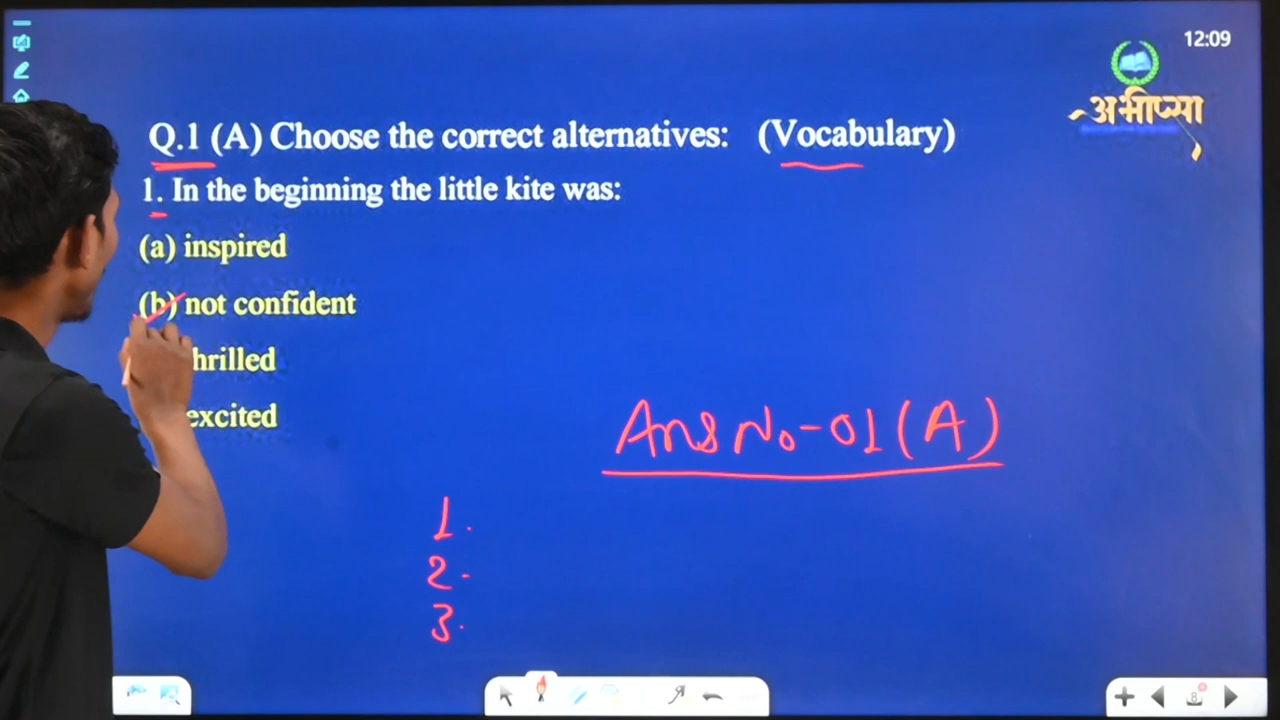 12:09
अभीप्सा
Q.1 (A) Choose the correct alternatives: (Vocabulary)
1. In the beginning the little kite was:
(a) inspired
(b) not confident
hrilled
excited
Ans No-01 (A)
1.
2.
3.
8